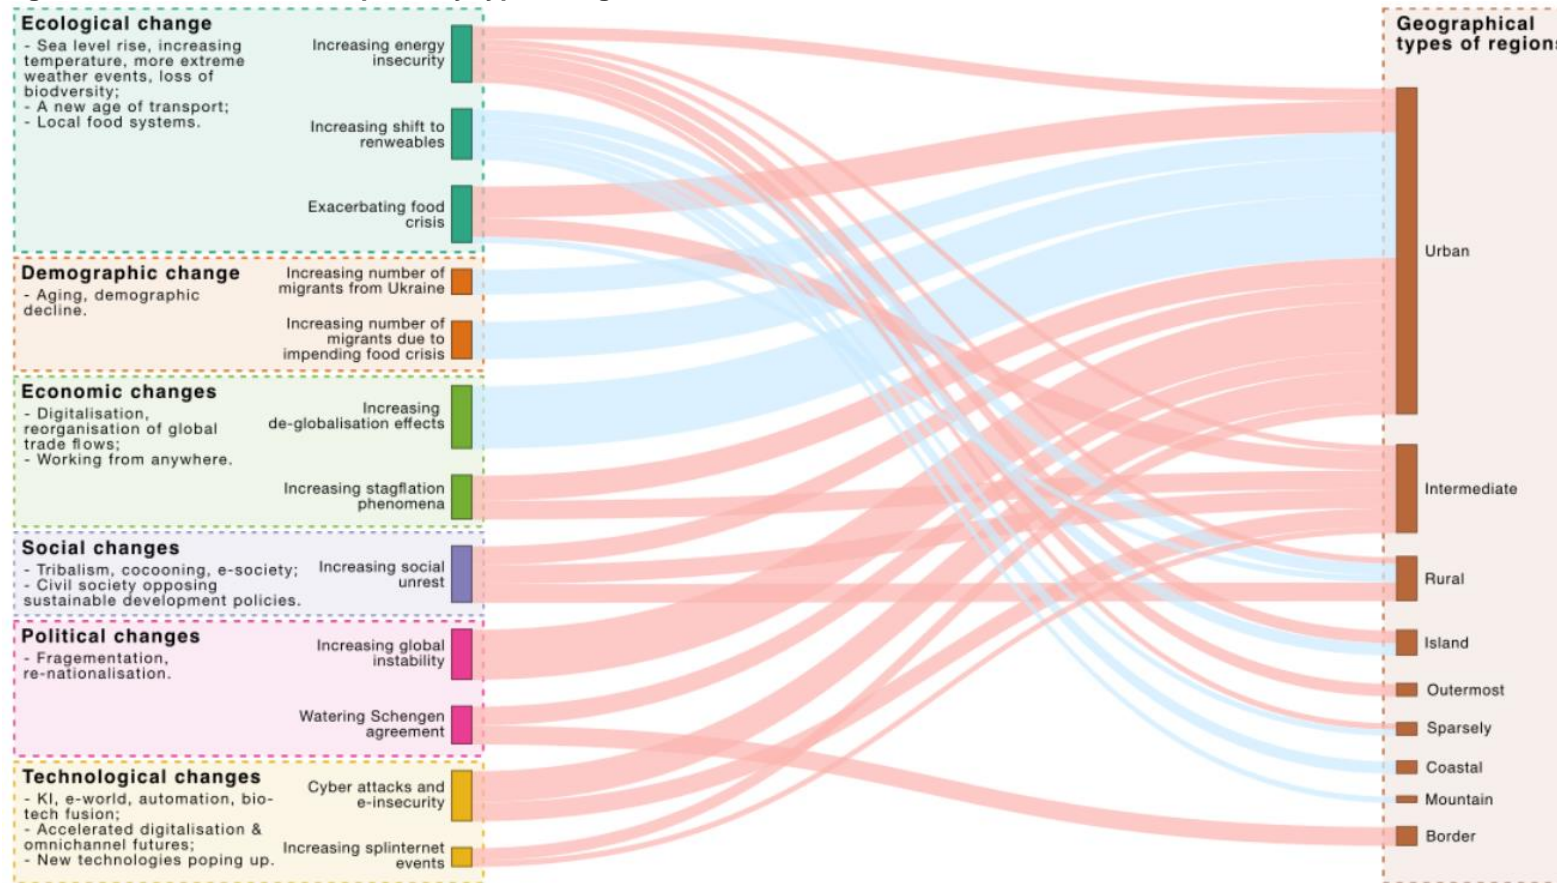 Ecological change
- Sea level rise, increasing
temperature, more extreme
weather events, loss of
biodversity;
- A new age of transport;
- Local food systems.
Increasing energy
insecurity
Increasing shift to
renweables
Exacerbating food
crisis
Demographic change
- Aging, demographic
decline.
Increasing number of
migrants from Ukraine
Increasing number of
migrants due to
impending food crisis
Economic changes
- Digitalisation,
reorganisation of global
trade flows;
- Working from anywhere.
Increasing
de-globalisation effects
Increasing stagflation
phenomena
Social changes
- Tribalism, cocooning, e-society;
- Civil society opposing
sustainable development policies.
Increasing social
unrest
Political changes
- Fragementation,
re-nationalisation.
Increasing global
instability
Watering Schengen
agreement
Technological changes
- KI, e-world, automation, bio-
tech fusion;
- Accelerated digitalisation &
omnichannel futures;
- New technologies poping up.
Cyber attacks and
e-insecurity
Increasing splinternet
events
Geographical
types of regions
Urban
Intermediate
Rural
Island
Outermost
Sparsely
Coastal
Mountain
Border